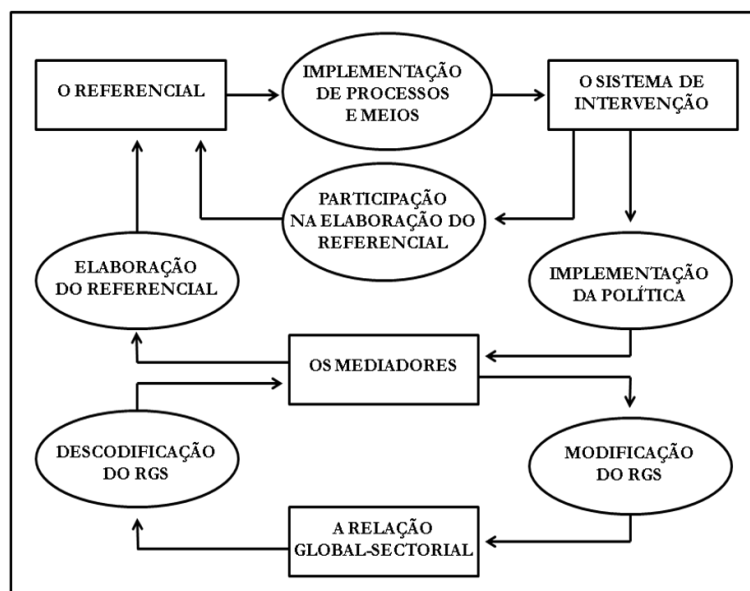 O REFERENCIAL
IMPLEMENTAÇÃO
DE PROCESSOS
E MEIOS
O SISTEMA DE
INTERVENÇÃO
PARTICIPAÇÃO
NA ELABORAÇÃO DO
REFERENCIAL
ELABORAÇÃO
DO REFERENCIAL
IMPLEMENTAÇÃO
DA POLÍTICA
OS MEDIADORES
DESCODIFICAÇÃO
DO RGS
MODIFICAÇÃO
DO RGS
A RELAÇÃO
GLOBAL-SECTORIAL